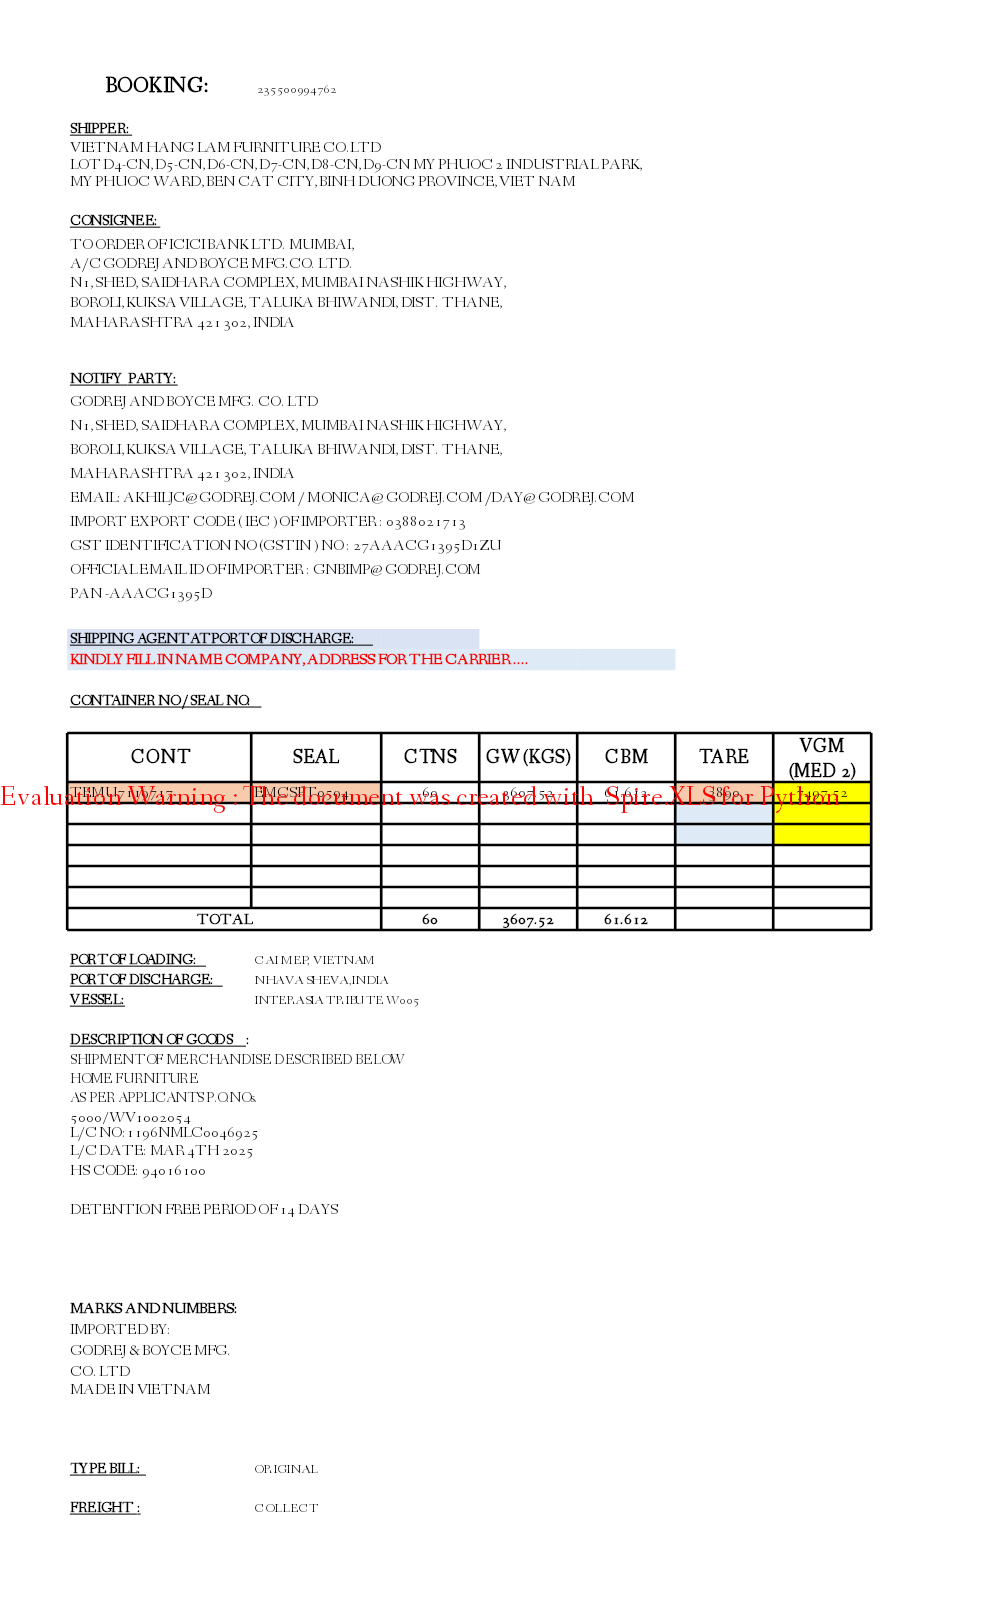 BOOKING: 235500994762
SHIPPER:
VIETNAM HANG LAM FURNITURE CO.LTD
LOT D4-CN, D5-CN, D6-CN, D7-CN, D8-CN, D9-CN MY PHUOC 2 INDUSTRIAL PARK,
MY PHUOC WARD, BEN CAT CITY, BINH DUONG PROVINCE, VIET NAM
CONSIGNEE:
TO ORDER OF ICICI BANK LTD. MUMBAI,
A/C GODREJ AND BOYCE MFG.CO. LTD.
N1, SHED, SAIDHARA COMPLEX, MUMBAI NASHIK HIGHWAY,
BOROLI, KUKSA VILLAGE, TALUKA BHIWANDI, DIST. THANE,
MAHARASHTRA 421 302, INDIA
NOTIFY PARTY:
GODREJ AND BOYCE MFG. CO. LTD
N1, SHED, SAIDHARA COMPLEX, MUMBAI NASHIK HIGHWAY,
BOROLI, KUKSA VILLAGE, TALUKA BHIWANDI, DIST. THANE,
MAHARASHTRA 421 302, INDIA
EMAIL: AKHILJC@GODREJ.COM / MONICA@GODREJ.COM /DAY@GODREJ.COM
IMPORT EXPORT CODE ( IEC ) OF IMPORTER : 0388021713
GST IDENTIFICATION NO (GSTIN ) NO : 27AAACG1395D1ZU
OFFICIAL EMAIL ID OF IMPORTER : GNBIMP@GODREJ.COM
PAN -AAACG1395D
SHIPPING AGENT AT PORT OF DISCHARGE:
KINDLY FILL IN NAME COMPANY, ADDRESS FOR THE CARRIER ....
CONTAINER NO / SEAL NO.
CONT SEAL CTNS GW (KGS) CBM TARE VGM (MED 2)
60 3607.52 61.612
Evaluation Warning : The document was created with Spire.XLS for Python
TOTAL 60 3607.52 61.612
PORT OF LOADING: CAI MEP, VIETNAM
PORT OF DISCHARGE: NHAVA SHEVA,INDIA
VESSEL: INTERASIA TRIBUTE W005
DESCRIPTION OF GOODS :
SHIPMENT OF MERCHANDISE DESCRIBED BELOW
HOME FURNITURE
AS PER APPLICANT'S P.O.NOs.
5000/WV1002054
L/C NO: 1196NMLC0046925
L/C DATE: MAR 4TH 2025
HS CODE: 94016100
DETENTION FREE PERIOD OF 14 DAYS
MARKS AND NUMBERS:
IMPORTED BY:
GODREJ & BOYCE MFG.
CO. LTD
MADE IN VIETNAM
TYPE BILL: ORIGINAL
FREIGHT : COLLECT